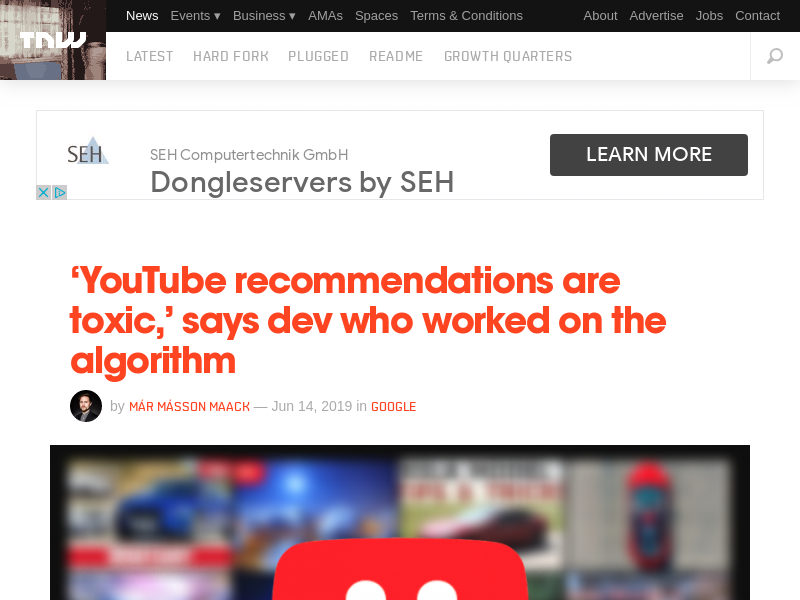 TNW
News Events ▾ Business ▾ AMAs Spaces Terms & Conditions About Advertise Jobs Contact
LATEST HARD FORK PLUGGED README GROWTH QUARTERS
SEH
SEH Computertechnik GmbH
Dongleservers by SEH
LEARN MORE
‘YouTube recommendations are
toxic,’ says dev who worked on the
algorithm
by MÁR MÁSSON MAACK — Jun 14, 2019 in GOOGLE